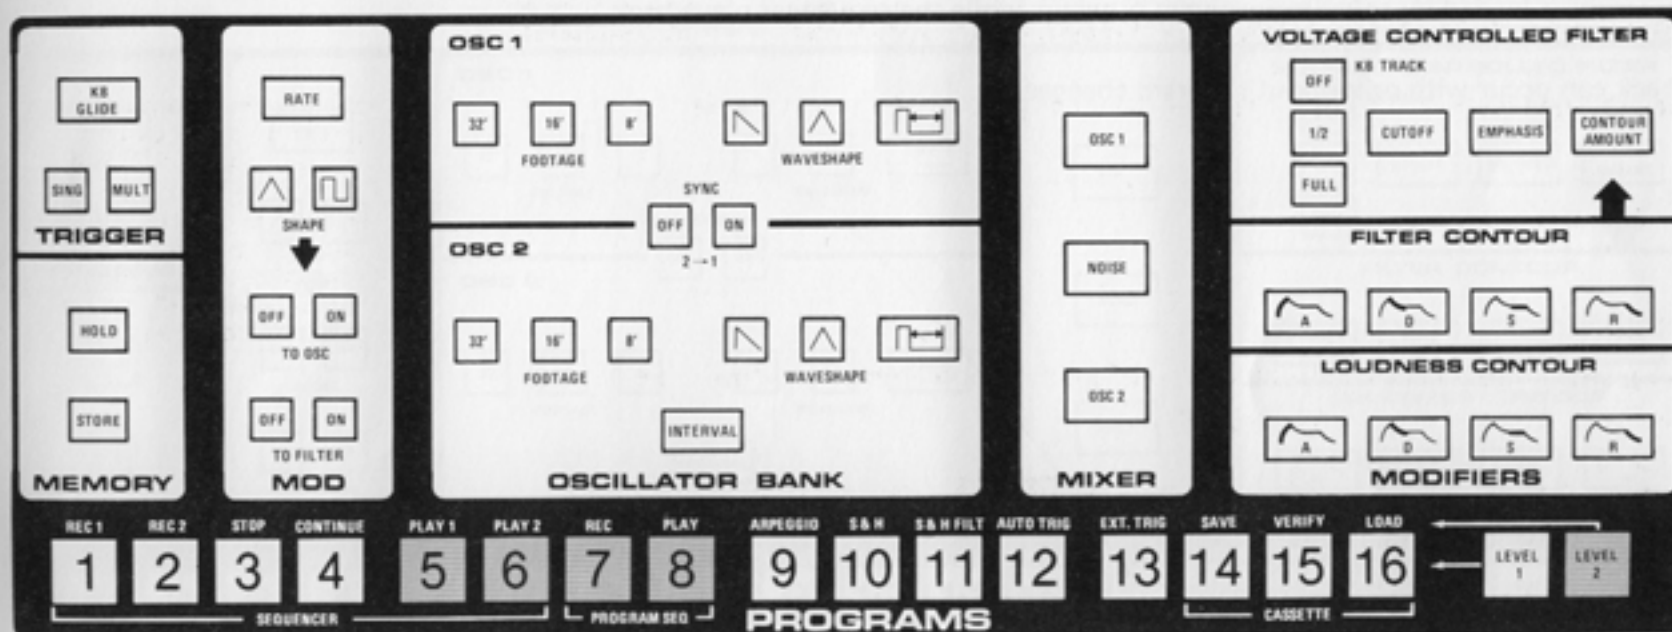 KB
GLIDE
SING MULT
TRIGGER
HOLD
STORE
MEMORY
RATE
SHAPE
OFF ON
TO OSC
OFF ON
TO FILTER
MOD
OSC 1
32' 16' 8'
FOOTAGE WAVESHAPE
SYNC
OFF ON
2→1
OSC 2
32' 16' 8'
FOOTAGE WAVESHAPE
INTERVAL
OSCILLATOR BANK
OSC 1
NOISE
OSC 2
MIXER
VOLTAGE CONTROLLED FILTER
KB TRACK
OFF
1/2
FULL
CUTOFF EMPHASIS CONTOUR
AMOUNT
FILTER CONTOUR
A D S R
LOUDNESS CONTOUR
A D S R
MODIFIERS
REC 1 REC 2 STOP CONTINUE PLAY 1 PLAY 2 REC PLAY ARPEGGIO S & H S & H FILT AUTO TRIG EXT. TRIG SAVE VERIFY LOAD
1 2 3 4 5 6 7 8 9 10 11 12 13 14 15 16
LEVEL
1
LEVEL
2
SEQUENCER PROGRAM SEQ PROGRAMS CASSETTE